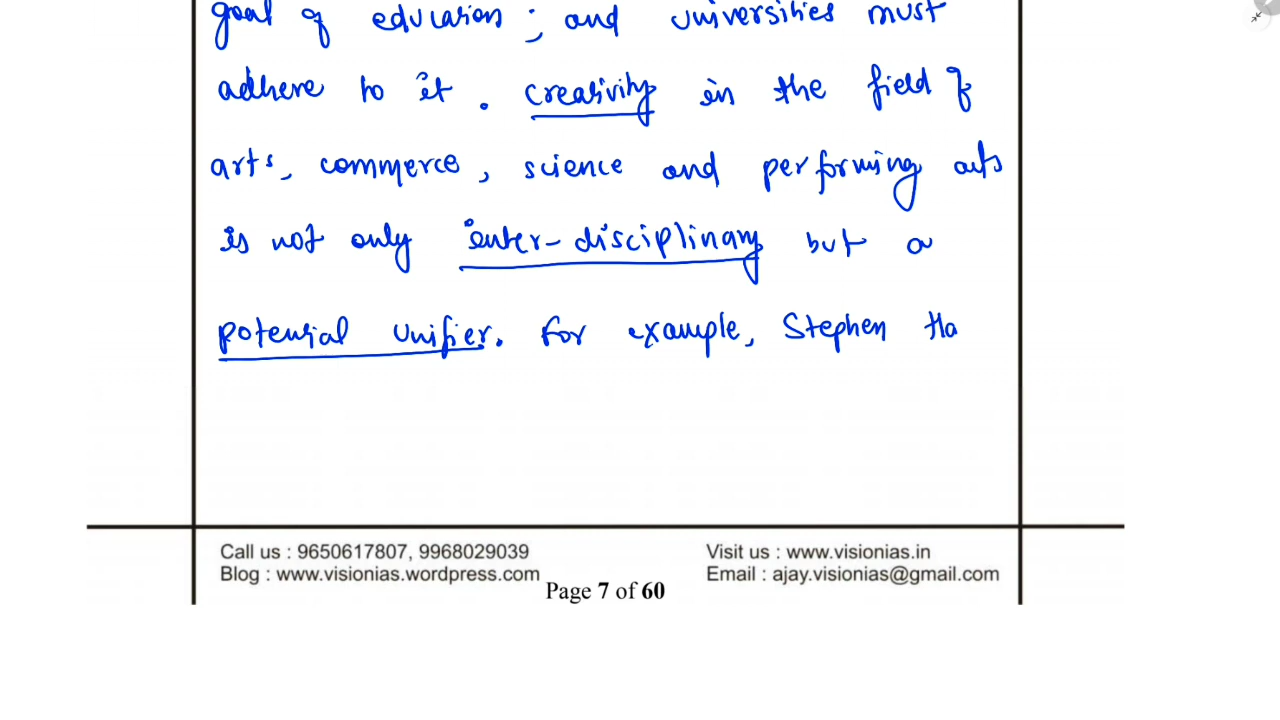 goal of education; and universities must
adhere to it. creativity in the field of
arts, commerce, science and performing arts
is not only inter-disciplinary but a
potential unifier. For example, Stephen Ha
Call us : 9650617807, 9968029039
Visit us : www.visionias.in
Blog : www.visionias.wordpress.com
Email : ajay.visionias@gmail.com
Page 7 of 60